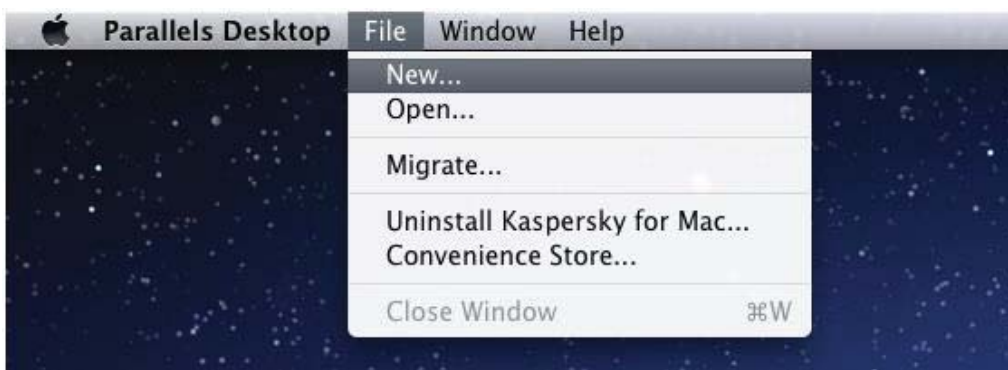 Parallels Desktop File Window Help
New...
Open...
Migrate...
Uninstall Kaspersky for Mac...
Convenience Store...
Close Window ⌘W